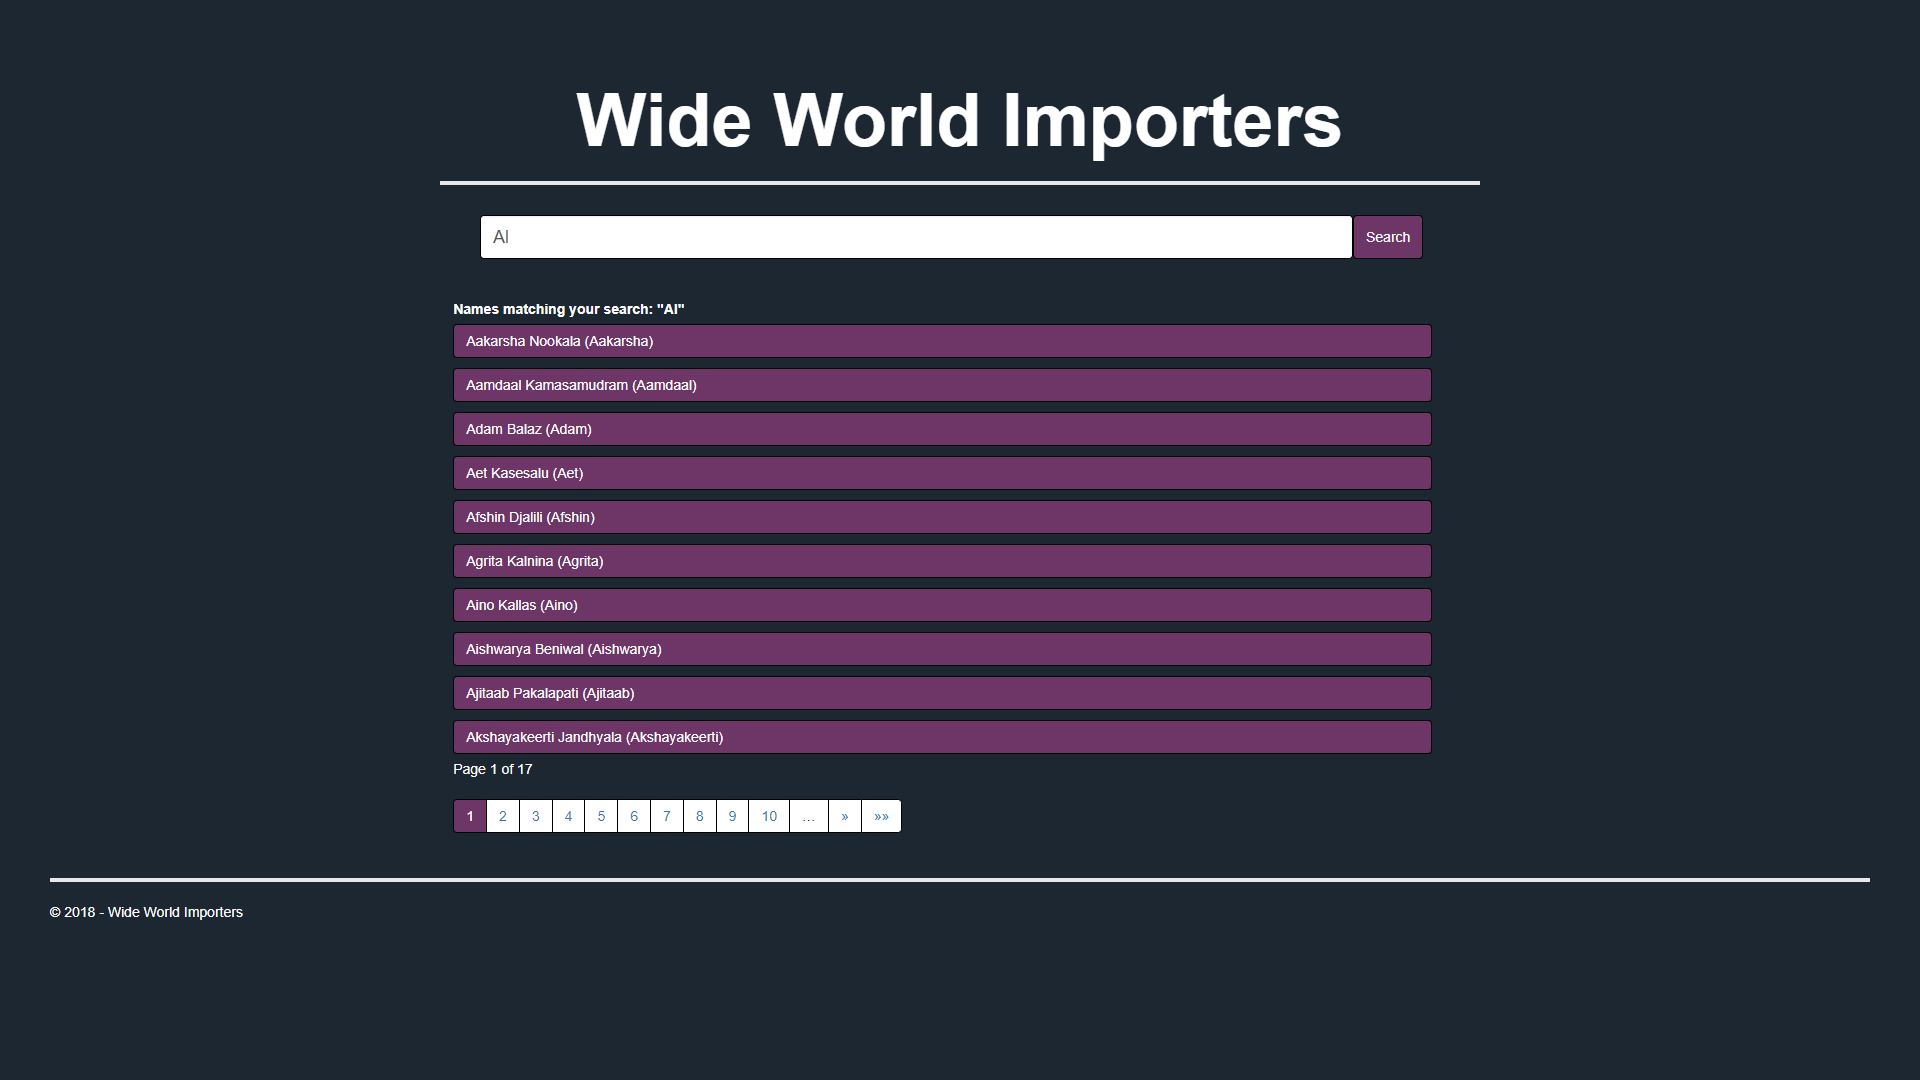 Wide World Importers
Al
Search
Names matching your search: "Al"
Aakarsha Nookala (Aakarsha)
Aamdaal Kamasamudram (Aamdaal)
Adam Balaz (Adam)
Aet Kasesalu (Aet)
Afshin Djalili (Afshin)
Agrita Kalnina (Agrita)
Aino Kallas (Aino)
Aishwarya Beniwal (Aishwarya)
Ajitaab Pakalapati (Ajitaab)
Akshayakeerti Jandhyala (Akshayakeerti)
Page 1 of 17
1 2 3 4 5 6 7 8 9 10 … » »»
© 2018 - Wide World Importers